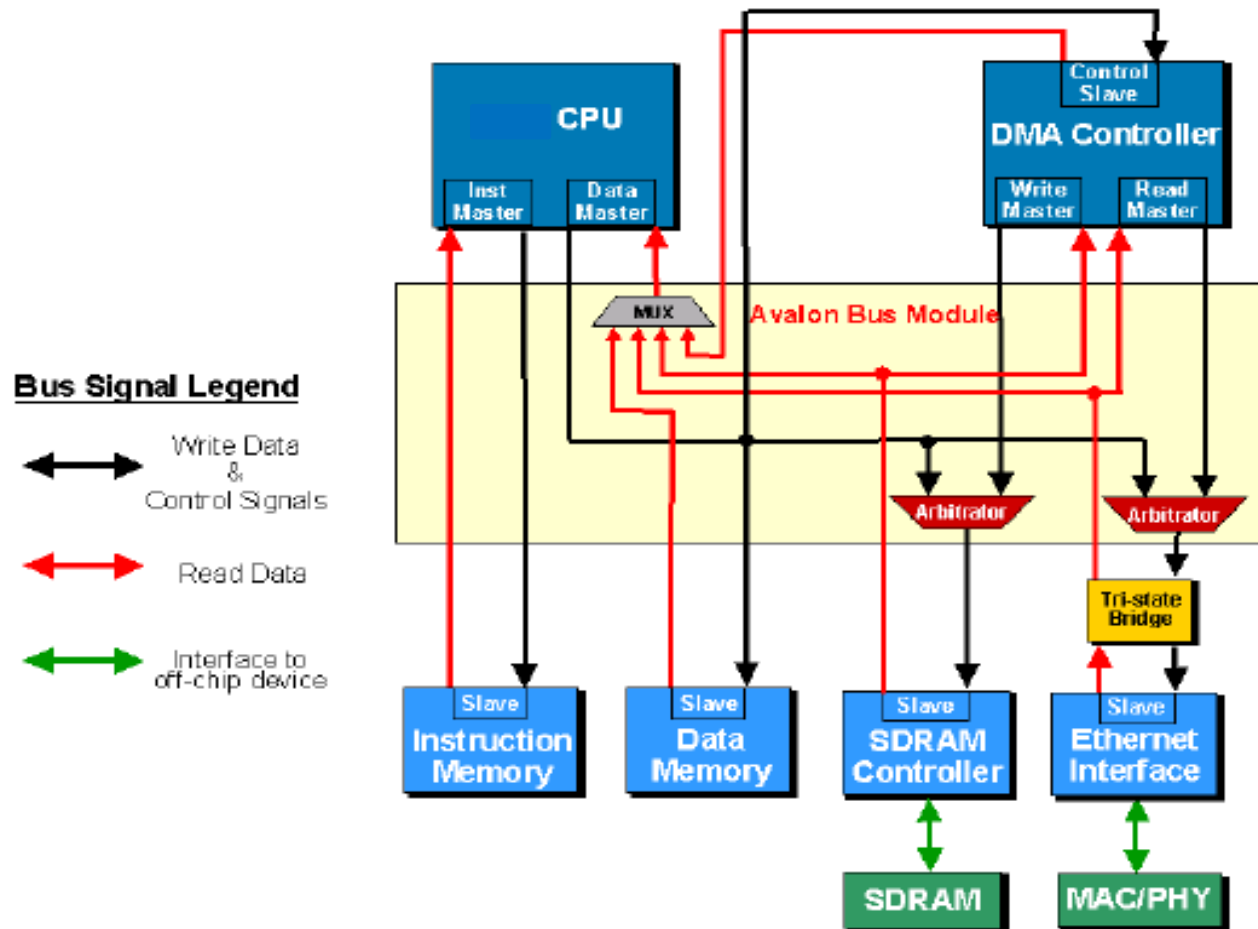 Control
Slave
CPU
DMA Controller
Inst
Master
Data
Master
Write
Master
Read
Master
MUX
Avalon Bus Module
Bus Signal Legend
Write Data
&
Control Signals
Arbitrator
Arbitrator
Read Data
Tri-state
Bridge
Interface to
off-chip device
Slave
Instruction
Memory
Slave
Data
Memory
Slave
SDRAM
Controller
Slave
Ethernet
Interface
SDRAM
MAC/PHY